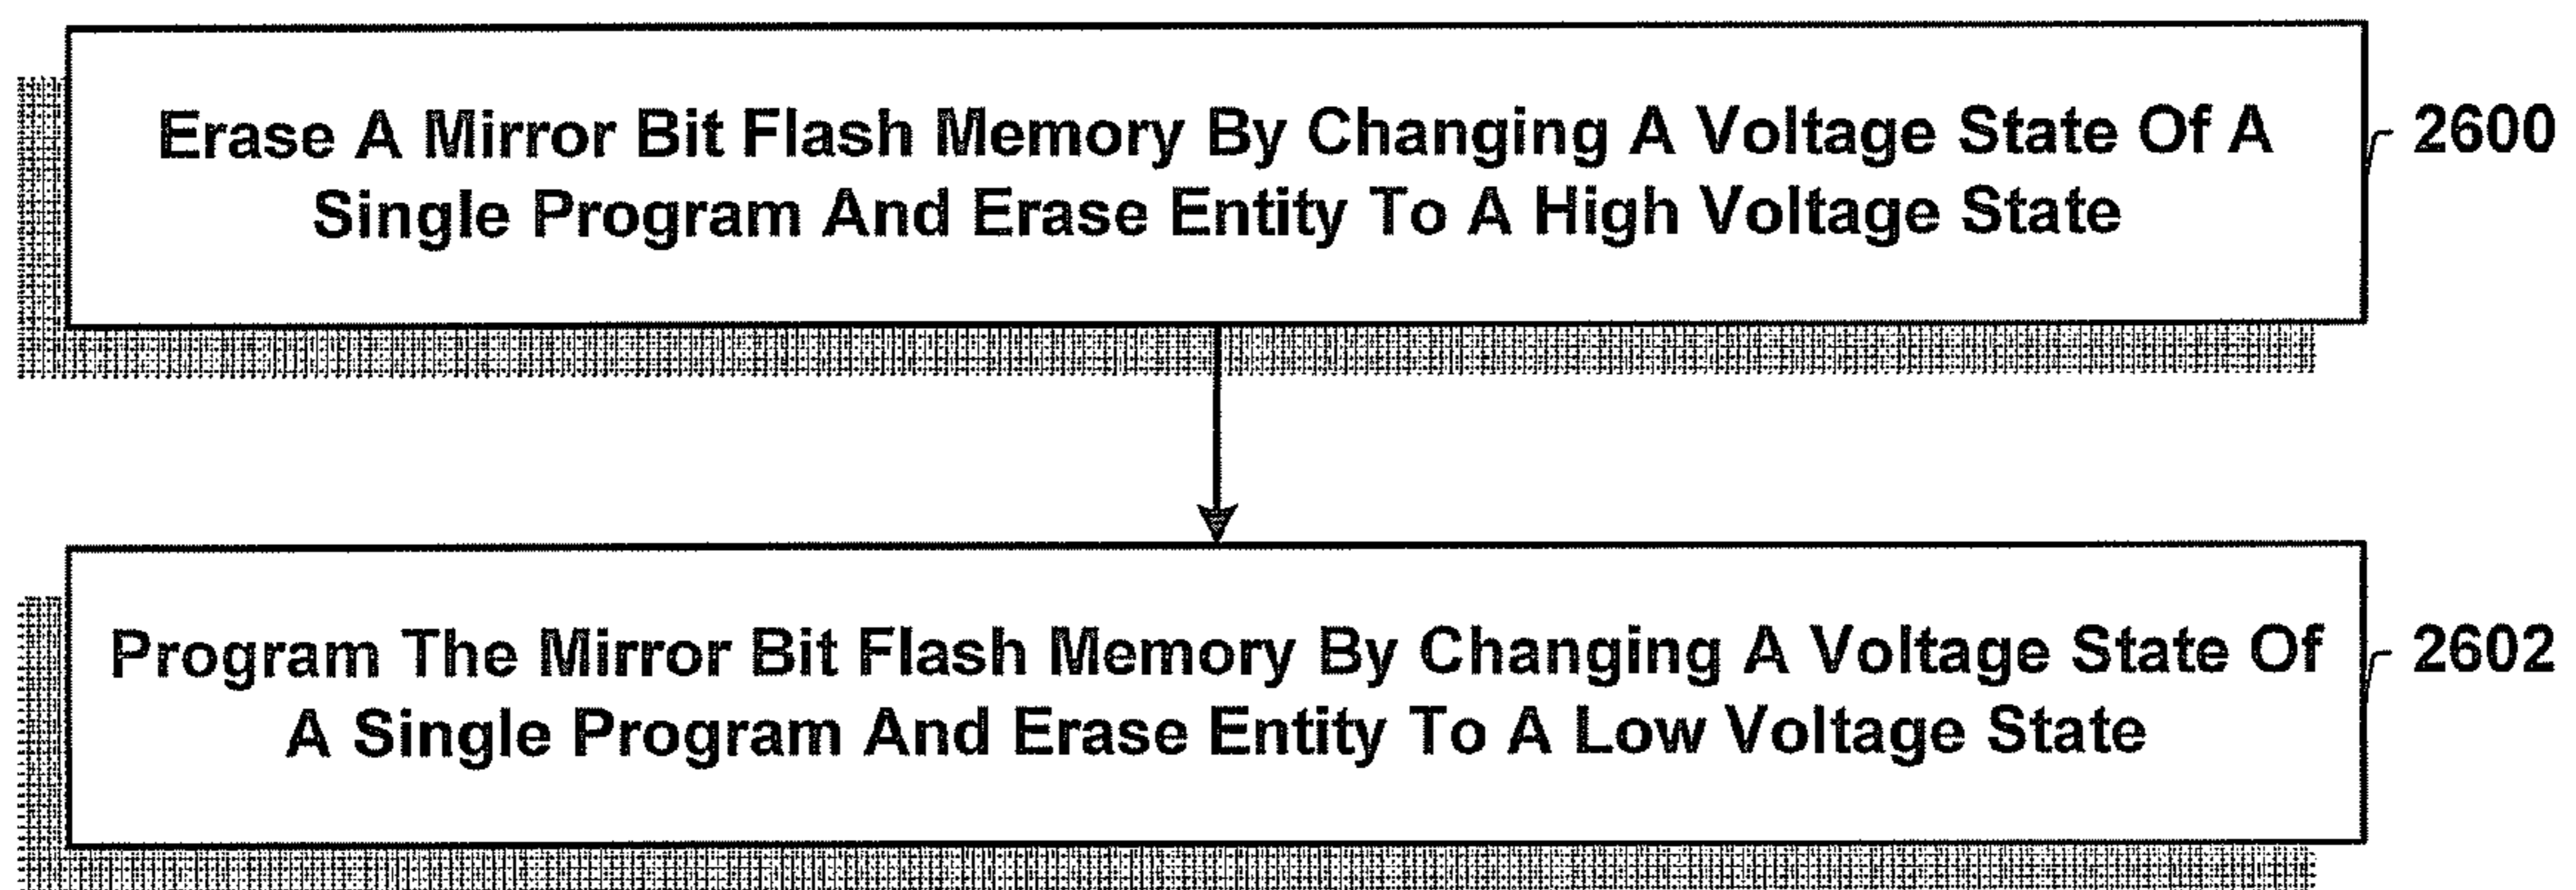 Erase A Mirror Bit Flash Memory By Changing A Voltage State Of A
Single Program And Erase Entity To A High Voltage State
2600
Program The Mirror Bit Flash Memory By Changing A Voltage State Of
A Single Program And Erase Entity To A Low Voltage State
2602